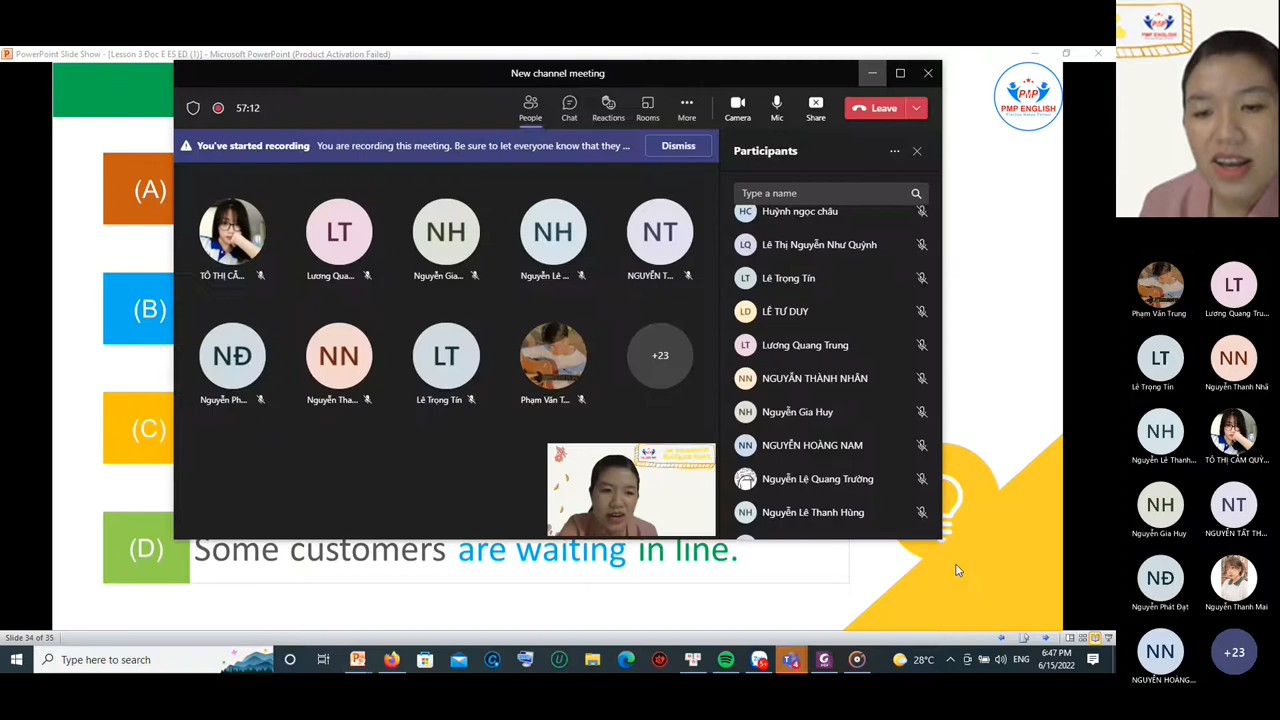 PowerPoint Slide Show - [Lesson 3 Đọc E ES ED (1)] - Microsoft PowerPoint (Product Activation Failed)
PMP ENGLISH
New channel meeting
57:12
People
Chat
Reactions
Rooms
More
Camera
Mic
Share
Leave
You've started recording You are recording this meeting. Be sure to let everyone know that they ...
Dismiss
TÔ THỊ CẨ...
LT
Lương Qua...
NH
Nguyễn Gia...
NH
Nguyễn Lê ...
NT
NGUYỄN T...
NĐ
Nguyễn Ph...
NN
Nguyễn Tha...
LT
Lê Trọng Tín
Phạm Văn T...
+23
Participants
Type a name
HC Huỳnh ngọc châu
LQ Lê Thị Nguyễn Như Quỳnh
LT Lê Trọng Tín
LD LÊ TƯ DUY
LT Lương Quang Trung
NN NGUYẪN THÀNH NHÂN
NH Nguyễn Gia Huy
NN NGUYỄN HOÀNG NAM
Nguyễn Lệ Quang Trường
NH Nguyễn Lê Thanh Hùng
(A)
(B)
(C)
(D) Some customers are waiting in line.
PMP ENGLISH
Slide 34 of 35
Type here to search
28°C
ENG
6:47 PM
6/15/2022
Phạm Văn Trung
LT
Lương Quang Tru...
LT
Lê Trọng Tín
NN
Nguyễn Thanh Nhã
NH
Nguyễn Lê Thanh...
TÔ THỊ CẨM QUỲ...
NH
Nguyễn Gia Huy
NT
NGUYỄN TẤT TH...
NĐ
Nguyễn Phát Đạt
Nguyễn Thanh Mai
NN
NGUYỄN HOÀNG...
+23